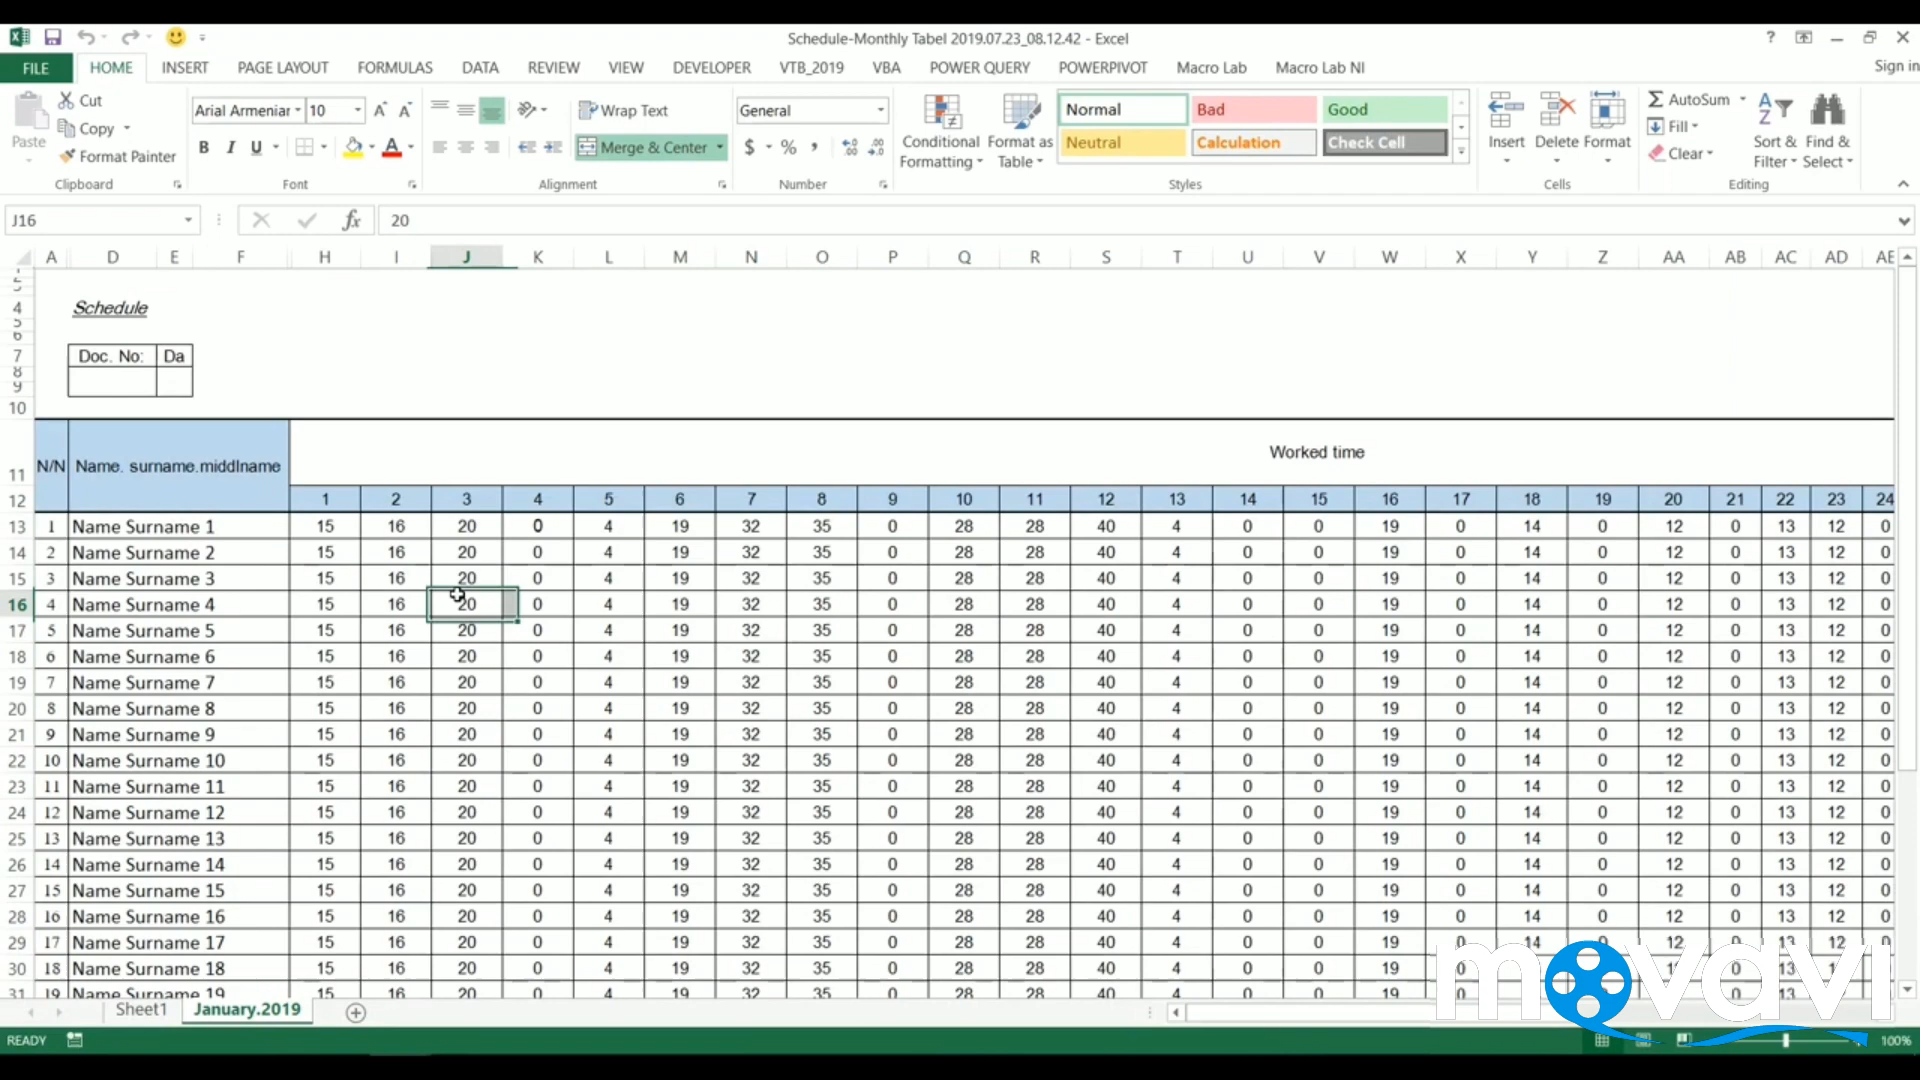 Schedule-Monthly Tabel 2019.07.23_08.12.42 - Excel
?
FILE HOME INSERT PAGE LAYOUT FORMULAS DATA REVIEW VIEW DEVELOPER VTB_2019 VBA POWER QUERY POWERPIVOT Macro Lab Macro Lab NI Sign in
Paste Cut Copy Format Painter
Arial Armeniar 10 B I U
Wrap Text Merge & Center
General $ %
Conditional Formatting Format as Table
Normal Bad Good
Neutral Calculation Check Cell
Insert Delete Format
AutoSum Fill Clear
Sort & Filter Find & Select
Clipboard Font Alignment Number Styles Cells Editing
J16 fx 20
A D E F H I J K L M N O P Q R S T U V W X Y Z AA AB AC AD AE
4 Schedule
5
6
7 Doc. No: Da
8
9
10
11 N/N Name. surname.middlname Worked time
12 1 2 3 4 5 6 7 8 9 10 11 12 13 14 15 16 17 18 19 20 21 22 23 24
13 1 Name Surname 1 15 16 20 0 4 19 32 35 0 28 28 40 4 0 0 19 0 14 0 12 0 13 12 0
14 2 Name Surname 2 15 16 20 0 4 19 32 35 0 28 28 40 4 0 0 19 0 14 0 12 0 13 12 0
15 3 Name Surname 3 15 16 20 0 4 19 32 35 0 28 28 40 4 0 0 19 0 14 0 12 0 13 12 0
16 4 Name Surname 4 15 16 20 0 4 19 32 35 0 28 28 40 4 0 0 19 0 14 0 12 0 13 12 0
17 5 Name Surname 5 15 16 20 0 4 19 32 35 0 28 28 40 4 0 0 19 0 14 0 12 0 13 12 0
18 6 Name Surname 6 15 16 20 0 4 19 32 35 0 28 28 40 4 0 0 19 0 14 0 12 0 13 12 0
19 7 Name Surname 7 15 16 20 0 4 19 32 35 0 28 28 40 4 0 0 19 0 14 0 12 0 13 12 0
20 8 Name Surname 8 15 16 20 0 4 19 32 35 0 28 28 40 4 0 0 19 0 14 0 12 0 13 12 0
21 9 Name Surname 9 15 16 20 0 4 19 32 35 0 28 28 40 4 0 0 19 0 14 0 12 0 13 12 0
22 10 Name Surname 10 15 16 20 0 4 19 32 35 0 28 28 40 4 0 0 19 0 14 0 12 0 13 12 0
23 11 Name Surname 11 15 16 20 0 4 19 32 35 0 28 28 40 4 0 0 19 0 14 0 12 0 13 12 0
24 12 Name Surname 12 15 16 20 0 4 19 32 35 0 28 28 40 4 0 0 19 0 14 0 12 0 13 12 0
25 13 Name Surname 13 15 16 20 0 4 19 32 35 0 28 28 40 4 0 0 19 0 14 0 12 0 13 12 0
26 14 Name Surname 14 15 16 20 0 4 19 32 35 0 28 28 40 4 0 0 19 0 14 0 12 0 13 12 0
27 15 Name Surname 15 15 16 20 0 4 19 32 35 0 28 28 40 4 0 0 19 0 14 0 12 0 13 12 0
28 16 Name Surname 16 15 16 20 0 4 19 32 35 0 28 28 40 4 0 0 19 0 14 0 12 0 13 12 0
29 17 Name Surname 17 15 16 20 0 4 19 32 35 0 28 28 40 4 0 0 19 0 14 0 12 0 13 12 0
30 18 Name Surname 18 15 16 20 0 4 19 32 35 0 28 28 40 4 0 0 19 0
31 19 Name Surname 19 15 16 20 0 4 19 32 35 0 28 28 40 4 0 0 19 0
movavi
Sheet1 January.2019
READY 100%